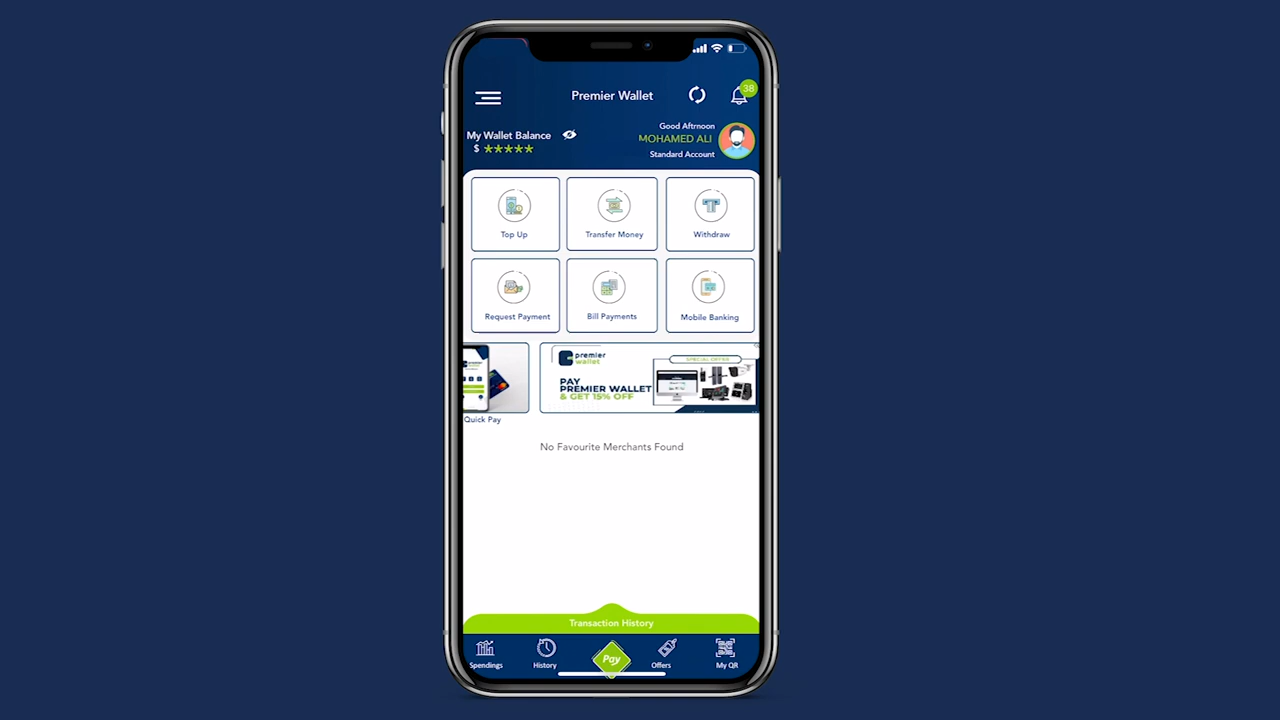 Premier Wallet
38
My Wallet Balance
$ *****
Good Aftrnoon
MOHAMED ALI
Standard Account
Top Up
Transfer Money
Withdraw
Request Payment
Bill Payments
Mobile Banking
premier
wallet
SPECIAL OFFER
PAY
PREMIER WALLET
& GET 15% OFF
Quick Pay
No Favourite Merchants Found
Transaction History
Spendings
History
Pay
Offers
My QR